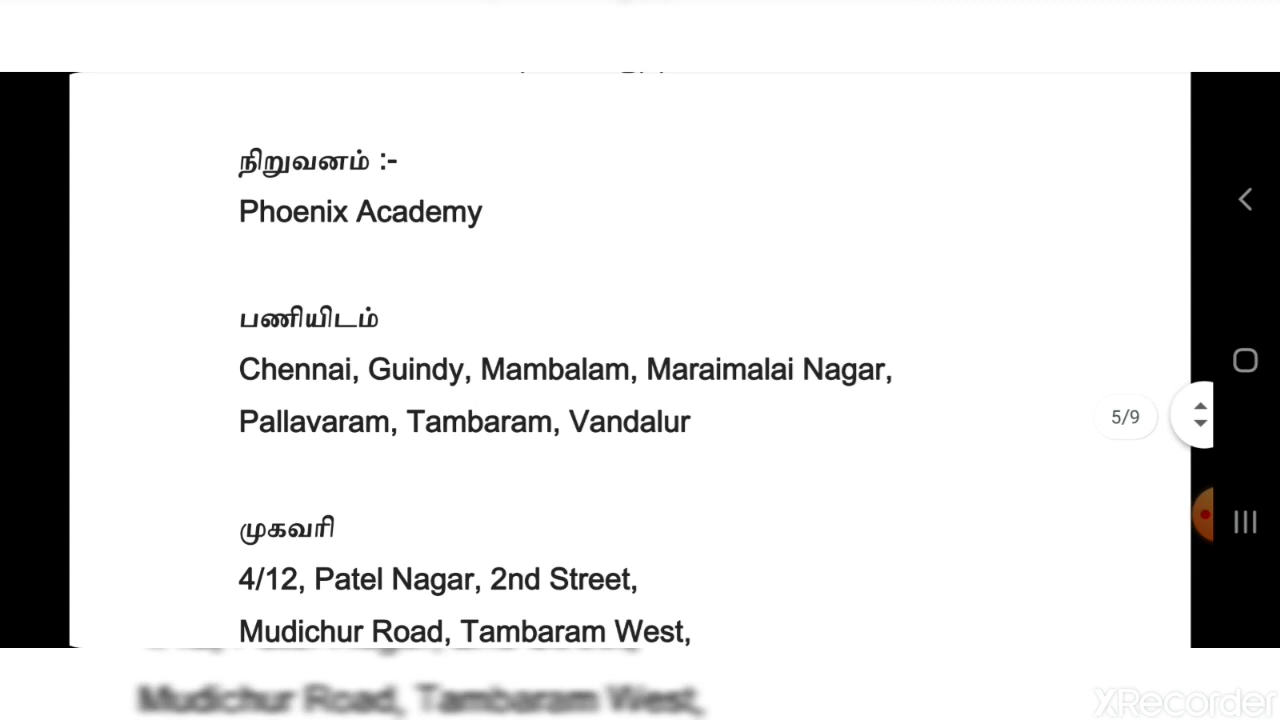 நிறுவனம் :-
Phoenix Academy
பணியிடம்
Chennai, Guindy, Mambalam, Maraimalai Nagar,
Pallavaram, Tambaram, Vandalur
5/9
முகவரி
4/12, Patel Nagar, 2nd Street,
Mudichur Road, Tambaram West,
Mudichur Road, Tambaram West,
XRecorder